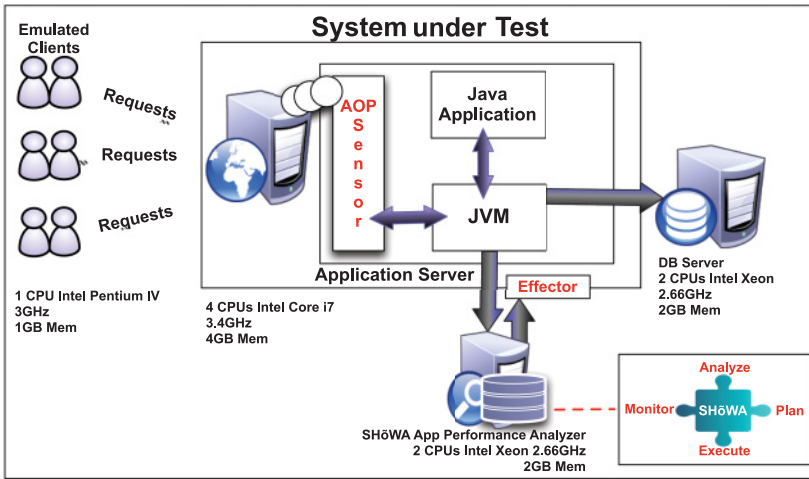 System under Test
Emulated
Clients
Requests
Requests
Requests
1 CPU Intel Pentium IV
3GHz
1GB Mem
AOP
S
e
n
s
o
r
Java
Application
JVM
Application Server
4 CPUs Intel Core i7
3.4GHz
4GB Mem
Effector
DB Server
2 CPUs Intel Xeon
2.66GHz
2GB Mem
SHõWA App Performance Analyzer
2 CPUs Intel Xeon 2.66GHz
2GB Mem
Analyze
Monitor
SHõWA
Plan
Execute